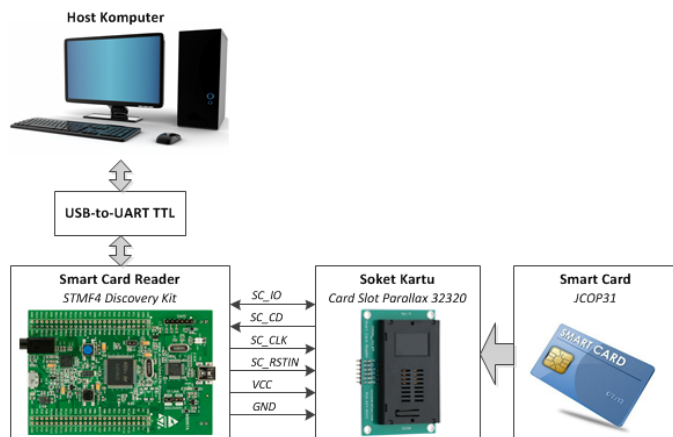 Host Komputer
USB-to-UART TTL
Smart Card Reader
STMF4 Discovery Kit
SC_IO
SC_CD
SC_CLK
SC_RSTIN
VCC
GND
Soket Kartu
Card Slot Parallax 32320
Smart Card
JCOP31
SMART CARD